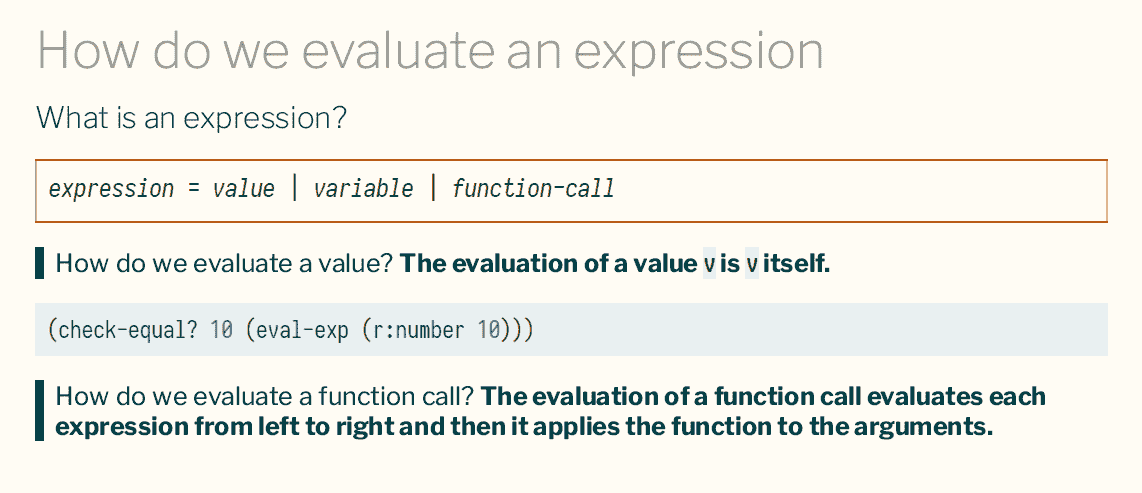 How do we evaluate an expression
What is an expression?
expression = value | variable | function-call
How do we evaluate a value? The evaluation of a value v is v itself.
(check-equal? 10 (eval-exp (r:number 10)))
How do we evaluate a function call? The evaluation of a function call evaluates each
expression from left to right and then it applies the function to the arguments.